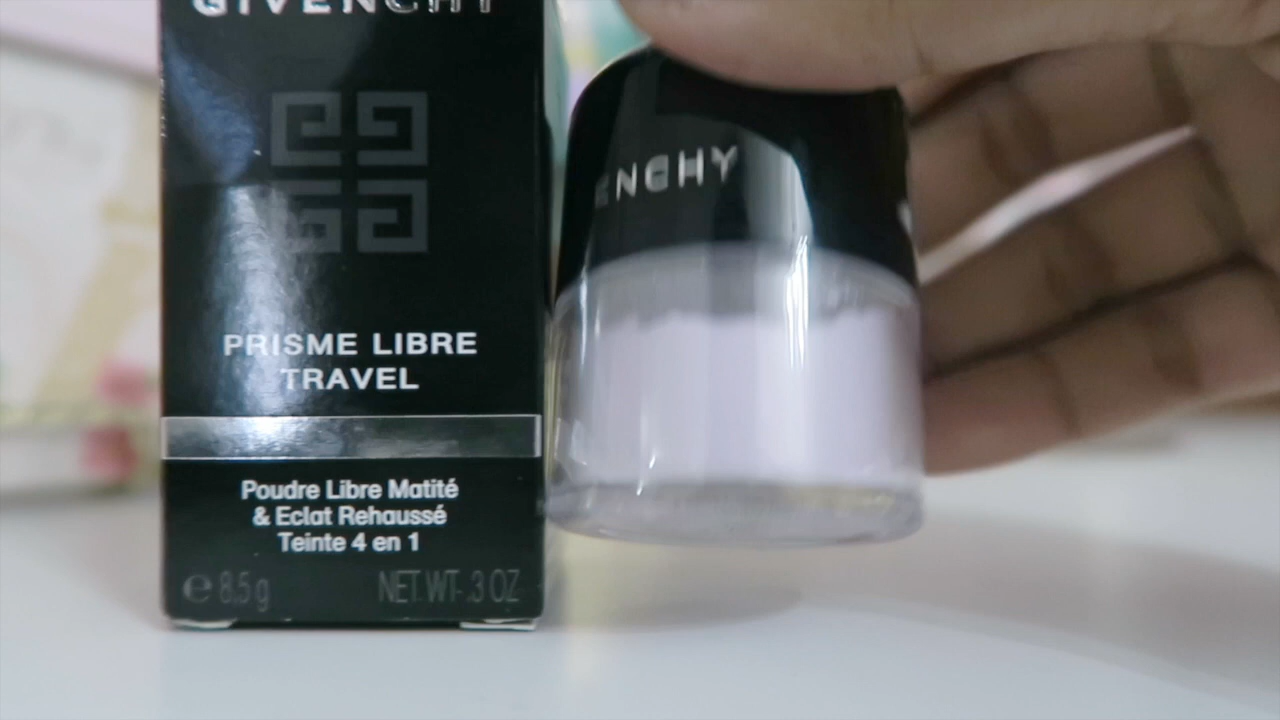 GIVENCHY
PRISME LIBRE
TRAVEL
Poudre Libre Matité
& Eclat Rehaussé
Teinte 4 en 1
e 8.5 g NET.WT-.3 OZ
ENCHY